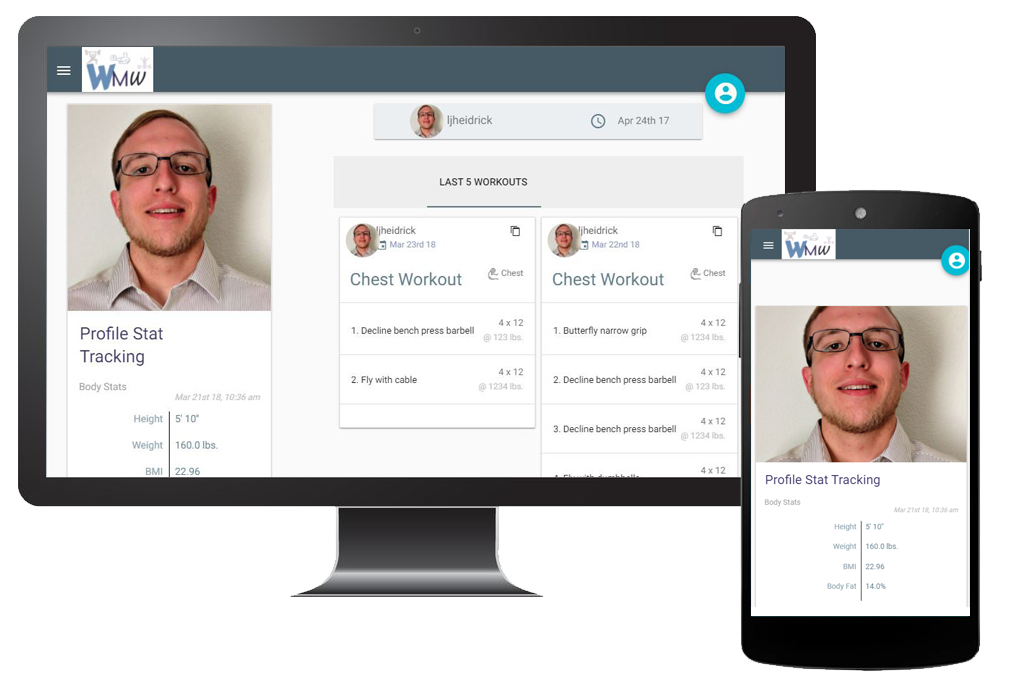 WMW
ljheidrick
Apr 24th 17
LAST 5 WORKOUTS
Profile Stat
Tracking
Body Stats
Mar 21st 18, 10:36 am
Height 5' 10"
Weight 160.0 lbs.
BMI 22.96
ljheidrick
Mar 23rd 18
Chest Workout
Chest
1. Decline bench press barbell 4 x 12
@ 123 lbs.
2. Fly with cable 4 x 12
@ 1234 lbs.
ljheidrick
Mar 22nd 18
Chest Workout
Chest
1. Butterfly narrow grip 4 x 12
@ 1234 lbs.
2. Decline bench press barbell 4 x 12
@ 123 lbs.
3. Decline bench press barbell 4 x 12
@ 1234 lbs.
4. Fly with dumbbells 4 x 12
WMW
Profile Stat Tracking
Body Stats
Mar 21st 18, 10:36 am
Height 5' 10"
Weight 160.0 lbs.
BMI 22.96
Body Fat 14.0%